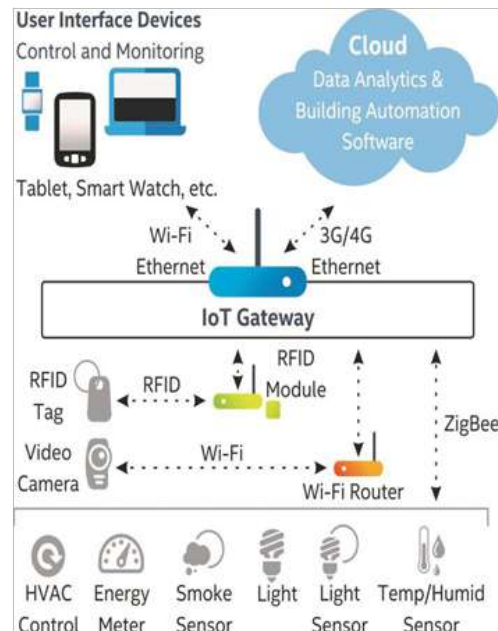 User Interface Devices
Control and Monitoring
Tablet, Smart Watch, etc.
Cloud
Data Analytics &
Building Automation
Software
Wi-Fi
Ethernet
3G/4G
Ethernet
IoT Gateway
RFID
Tag
RFID
RFID
Module
ZigBee
Video
Camera
Wi-Fi
Wi-Fi Router
HVAC
Control
Energy
Meter
Smoke
Sensor
Light
Light
Sensor
Temp/Humid
Sensor